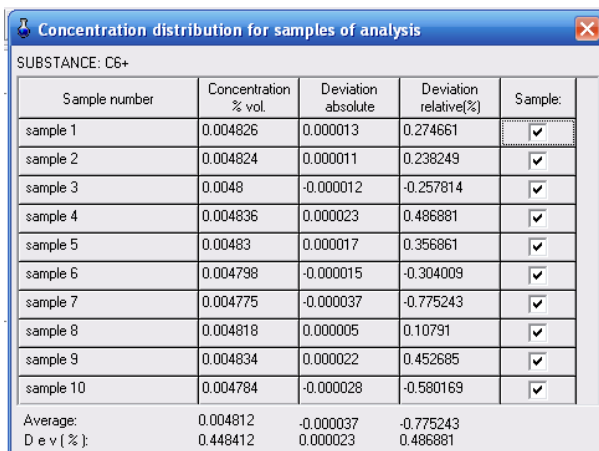 Concentration distribution for samples of analysis
SUBSTANCE: C6+
Sample number Concentration % vol. Deviation absolute Deviation relative(%) Sample:
sample 1 0.004826 0.000013 0.274661
sample 2 0.004824 0.000011 0.238249
sample 3 0.0048 -0.000012 -0.257814
sample 4 0.004836 0.000023 0.486881
sample 5 0.00483 0.000017 0.356861
sample 6 0.004798 -0.000015 -0.304009
sample 7 0.004775 -0.000037 -0.775243
sample 8 0.004818 0.000005 0.10791
sample 9 0.004834 0.000022 0.452685
sample 10 0.004784 -0.000028 -0.580169
Average: 0.004812 -0.000037 -0.775243
D e v ( % ): 0.448412 0.000023 0.486881